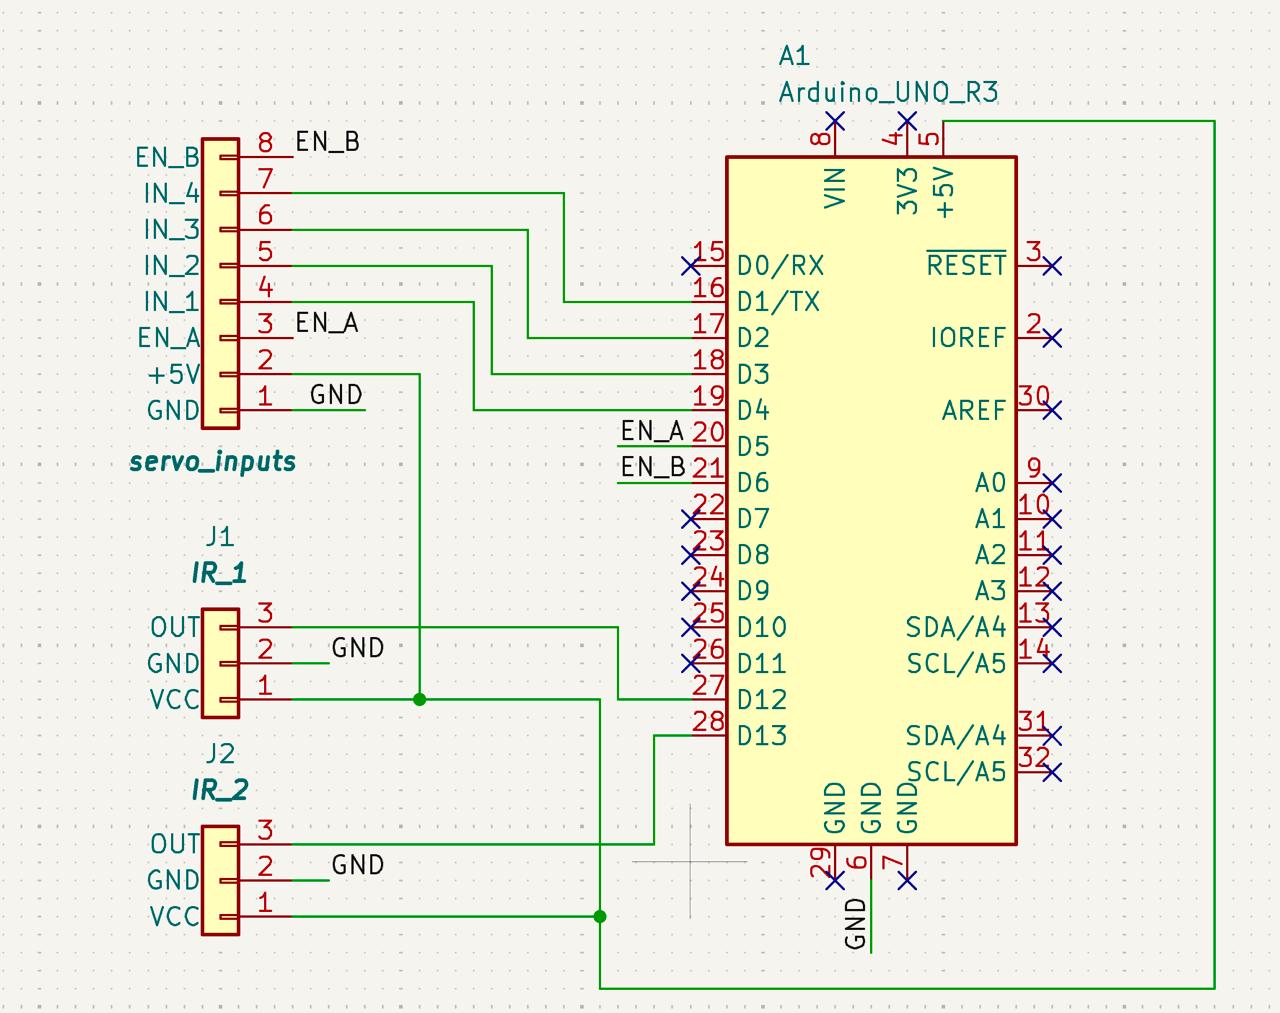 A1
Arduino_UNO_R3
8 4 5
VIN 3V3 +5V
EN_B 8 EN_B
IN_4 7
IN_3 6
IN_2 5
IN_1 4
EN_A 3 EN_A
+5V 2
GND 1 GND
servo_inputs
J1
IR_1
OUT 3
GND 2 GND
VCC 1
J2
IR_2
OUT 3
GND 2 GND
VCC 1
15 D0/RX
16 D1/TX
17 D2
18 D3
19 D4
EN_A 20 D5
EN_B 21 D6
22 D7
23 D8
24 D9
25 D10
26 D11
27 D12
28 D13
RESET 3
IOREF 2
AREF 30
A0 9
A1 10
A2 11
A3 12
SDA/A4 13
SCL/A5 14
SDA/A4 31
SCL/A5 32
GND GND GND
29 6 7
GND